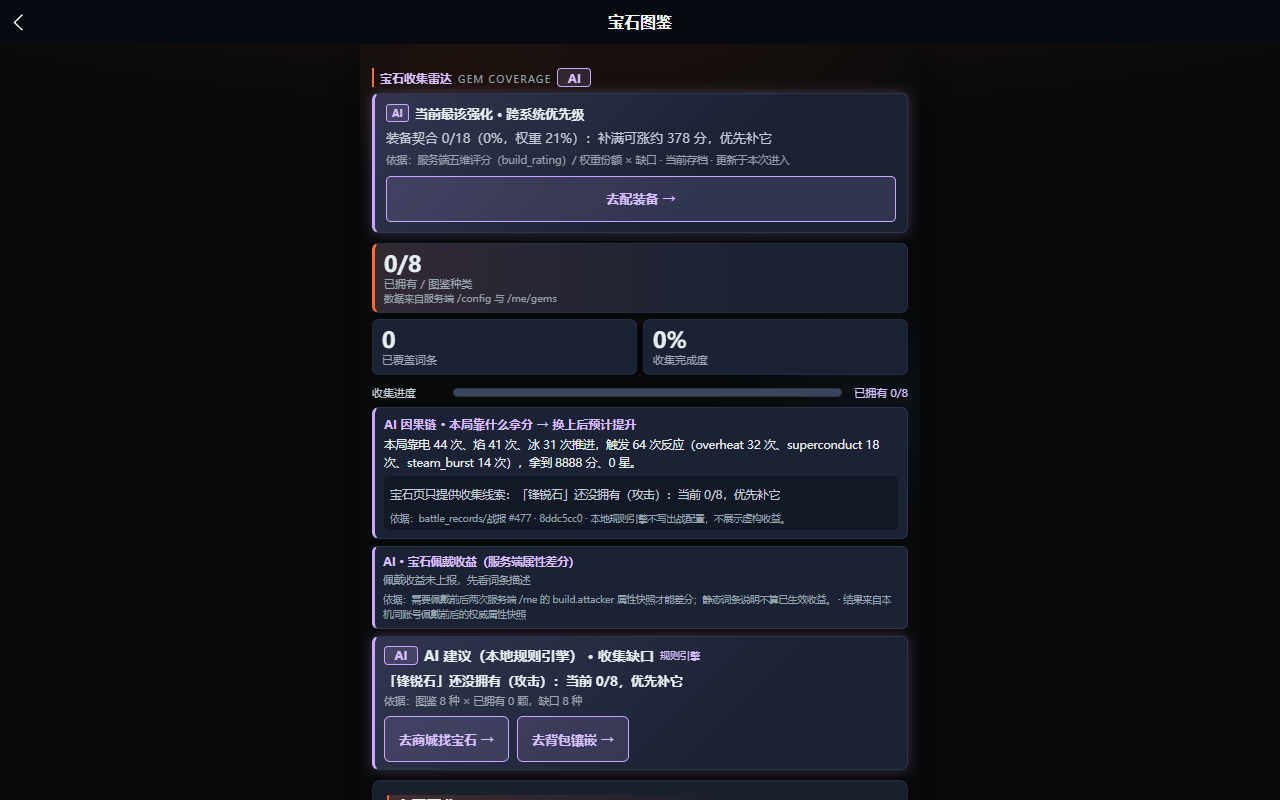 宝石图鉴
宝石收集雷达 GEM COVERAGE AI
AI 当前最该强化 • 跨系统优先级
装备契合 0/18（0%，权重 21%）：补满可涨约 378 分，优先补它
依据：服务端五维评分（build_rating）/ 权重份额 × 缺口 · 当前存档 · 更新于本次进入
去配装备 →
0/8
已拥有 / 图鉴种类
数据来自服务端 /config 与 /me/gems
0
已覆盖词条
0%
收集完成度
收集进度 已拥有 0/8
AI 因果链 • 本局靠什么拿分 → 换上后预计提升
本局靠电 44 次、焰 41 次、冰 31 次推进，触发 64 次反应（overheat 32 次、superconduct 18
次、steam_burst 14 次），拿到 8888 分、0 星。
宝石页只提供收集线索：「锋锐石」还没拥有（攻击）：当前 0/8，优先补它
依据：battle_records/战报 #477 · 8ddc5cc0 · 本地规则引擎不写出战配置，不展示虚构收益。
AI • 宝石佩戴收益（服务端属性差分）
佩戴收益未上报，先看词条描述
依据：需要佩戴前后两次服务端 /me 的 build.attacker 属性快照才能差分；静态词条说明不算已生效收益。 · 结果来自本
机同账号佩戴前后的权威属性快照
AI AI 建议（本地规则引擎） • 收集缺口 规则引擎
「锋锐石」还没拥有（攻击）：当前 0/8，优先补它
依据：图鉴 8 种 × 已拥有 0 颗，缺口 8 种
去商城找宝石 →
去背包镶嵌 →